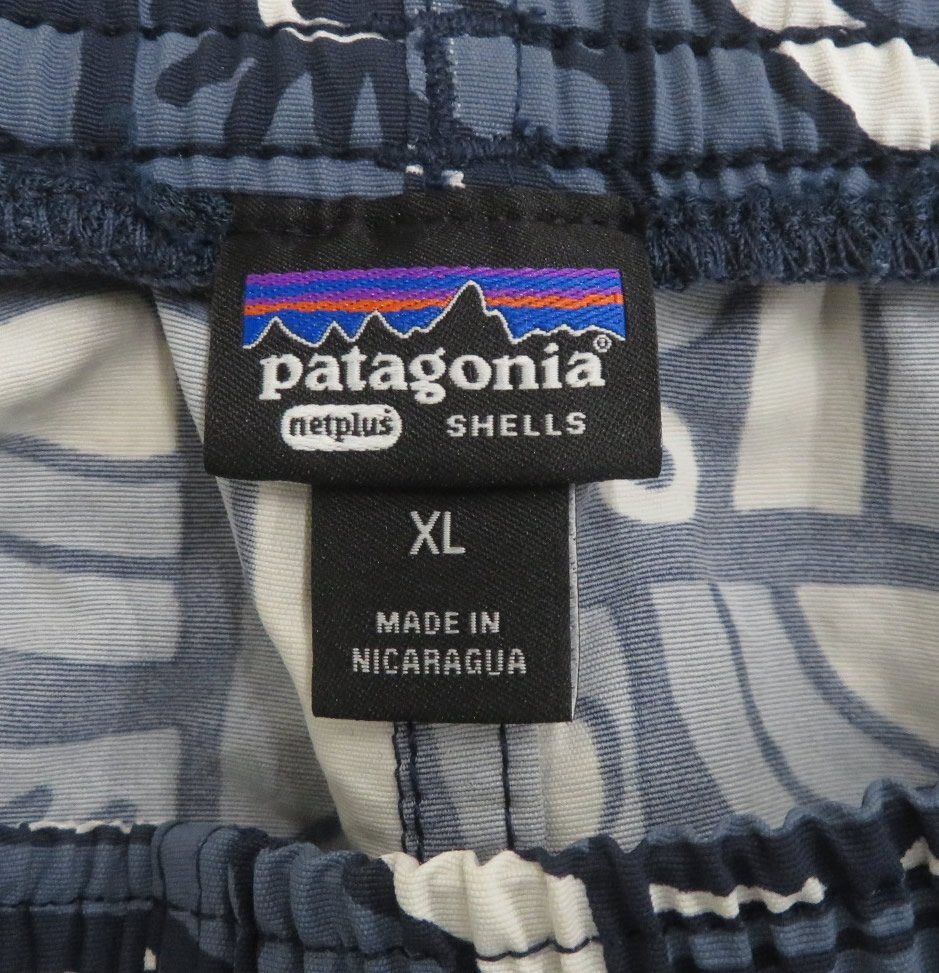 patagonia®
netplus® SHELLS
XL
MADE IN
NICARAGUA